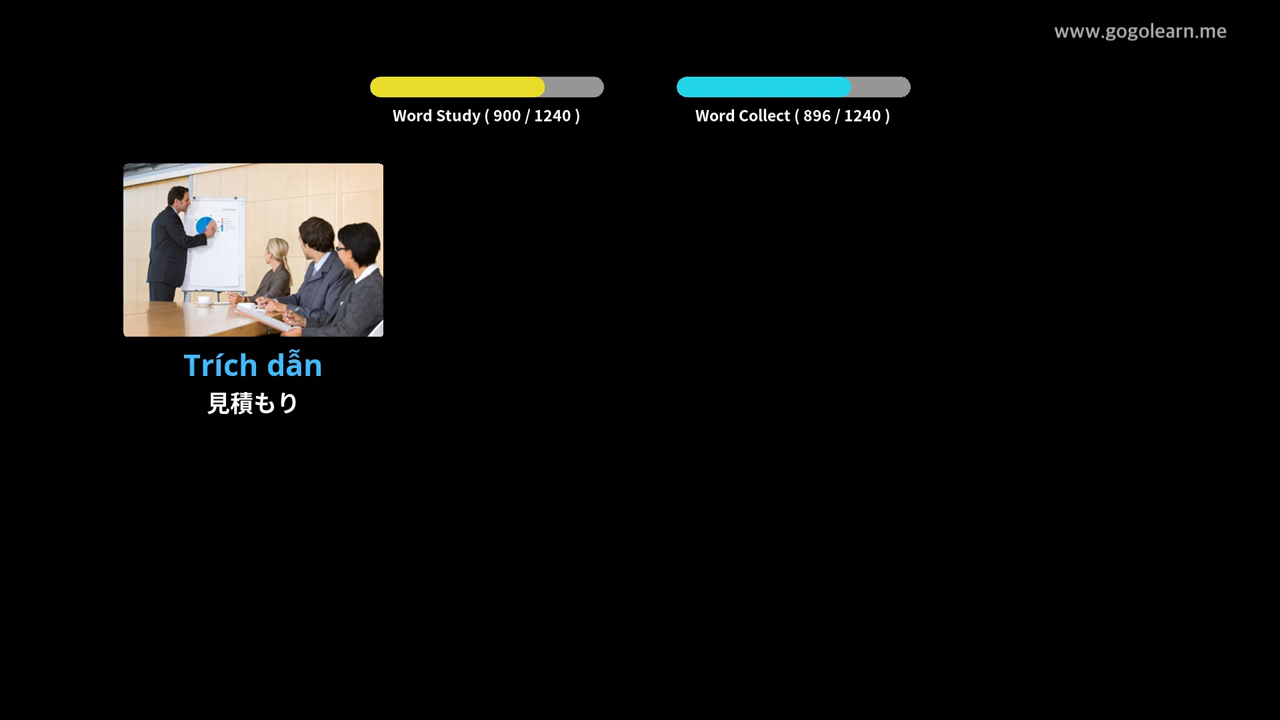 www.gogolearn.me
Word Study ( 900 / 1240 )
Word Collect ( 896 / 1240 )
Trích dẫn
見積もり